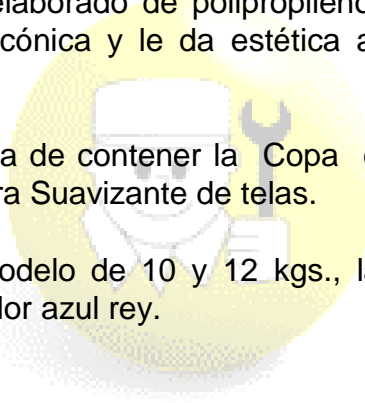 elaborado de polipropileno
cónica y le da estética a
a de contener la Copa
ra Suavizante de telas.
odelo de 10 y 12 kgs., l
lor azul rey.